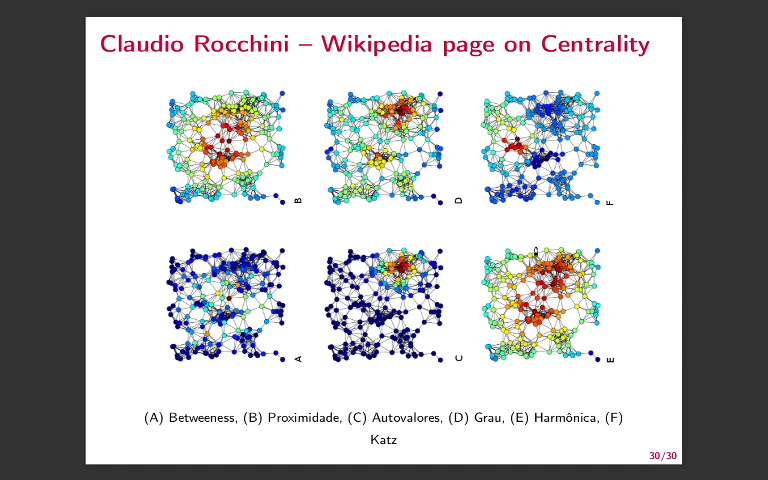 Claudio Rocchini – Wikipedia page on Centrality
B
D
F
A
C
E
(A) Betweeness, (B) Proximidade, (C) Autovalores, (D) Grau, (E) Harmônica, (F)
Katz
30/30